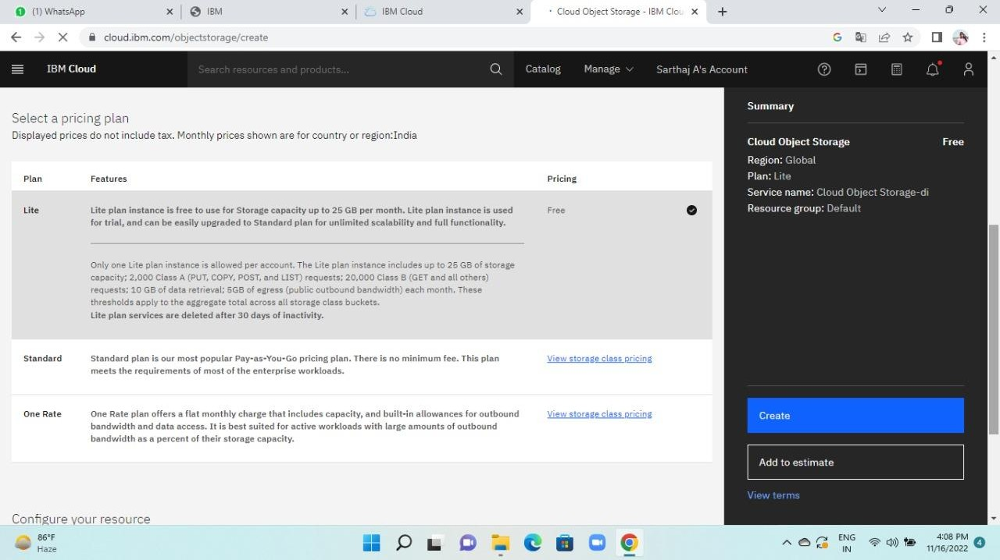 (1) WhatsApp
IBM
IBM Cloud
Cloud Object Storage - IBM Clou
cloud.ibm.com/objectstorage/create
IBM Cloud
Search resources and products...
Catalog
Manage
Sarthaj A's Account
Select a pricing plan
Displayed prices do not include tax. Monthly prices shown are for country or region:India
Plan Features Pricing
Lite
Lite plan instance is free to use for Storage capacity up to 25 GB per month. Lite plan instance is used
for trial, and can be easily upgraded to Standard plan for unlimited scalability and full functionality.
Free
Only one Lite plan instance is allowed per account. The Lite plan instance includes up to 25 GB of storage
capacity; 2,000 Class A (PUT, COPY, POST, and LIST) requests; 20,000 Class B (GET and all others)
requests; 10 GB of data retrieval; 5GB of egress (public outbound bandwidth) each month. These
thresholds apply to the aggregate total across all storage class buckets.
Lite plan services are deleted after 30 days of inactivity.
Standard
Standard plan is our most popular Pay-as-You-Go pricing plan. There is no minimum fee. This plan
meets the requirements of most of the enterprise workloads.
View storage class pricing
One Rate
One Rate plan offers a flat monthly charge that includes capacity, and built-in allowances for outbound
bandwidth and data access. It is best suited for active workloads with large amounts of outbound
bandwidth as a percent of their storage capacity.
View storage class pricing
Configure your resource
Summary
Cloud Object Storage Free
Region: Global
Plan: Lite
Service name: Cloud Object Storage-di
Resource group: Default
Create
Add to estimate
View terms
86°F
Haze
ENG
IN
4:08 PM
11/16/2022
4